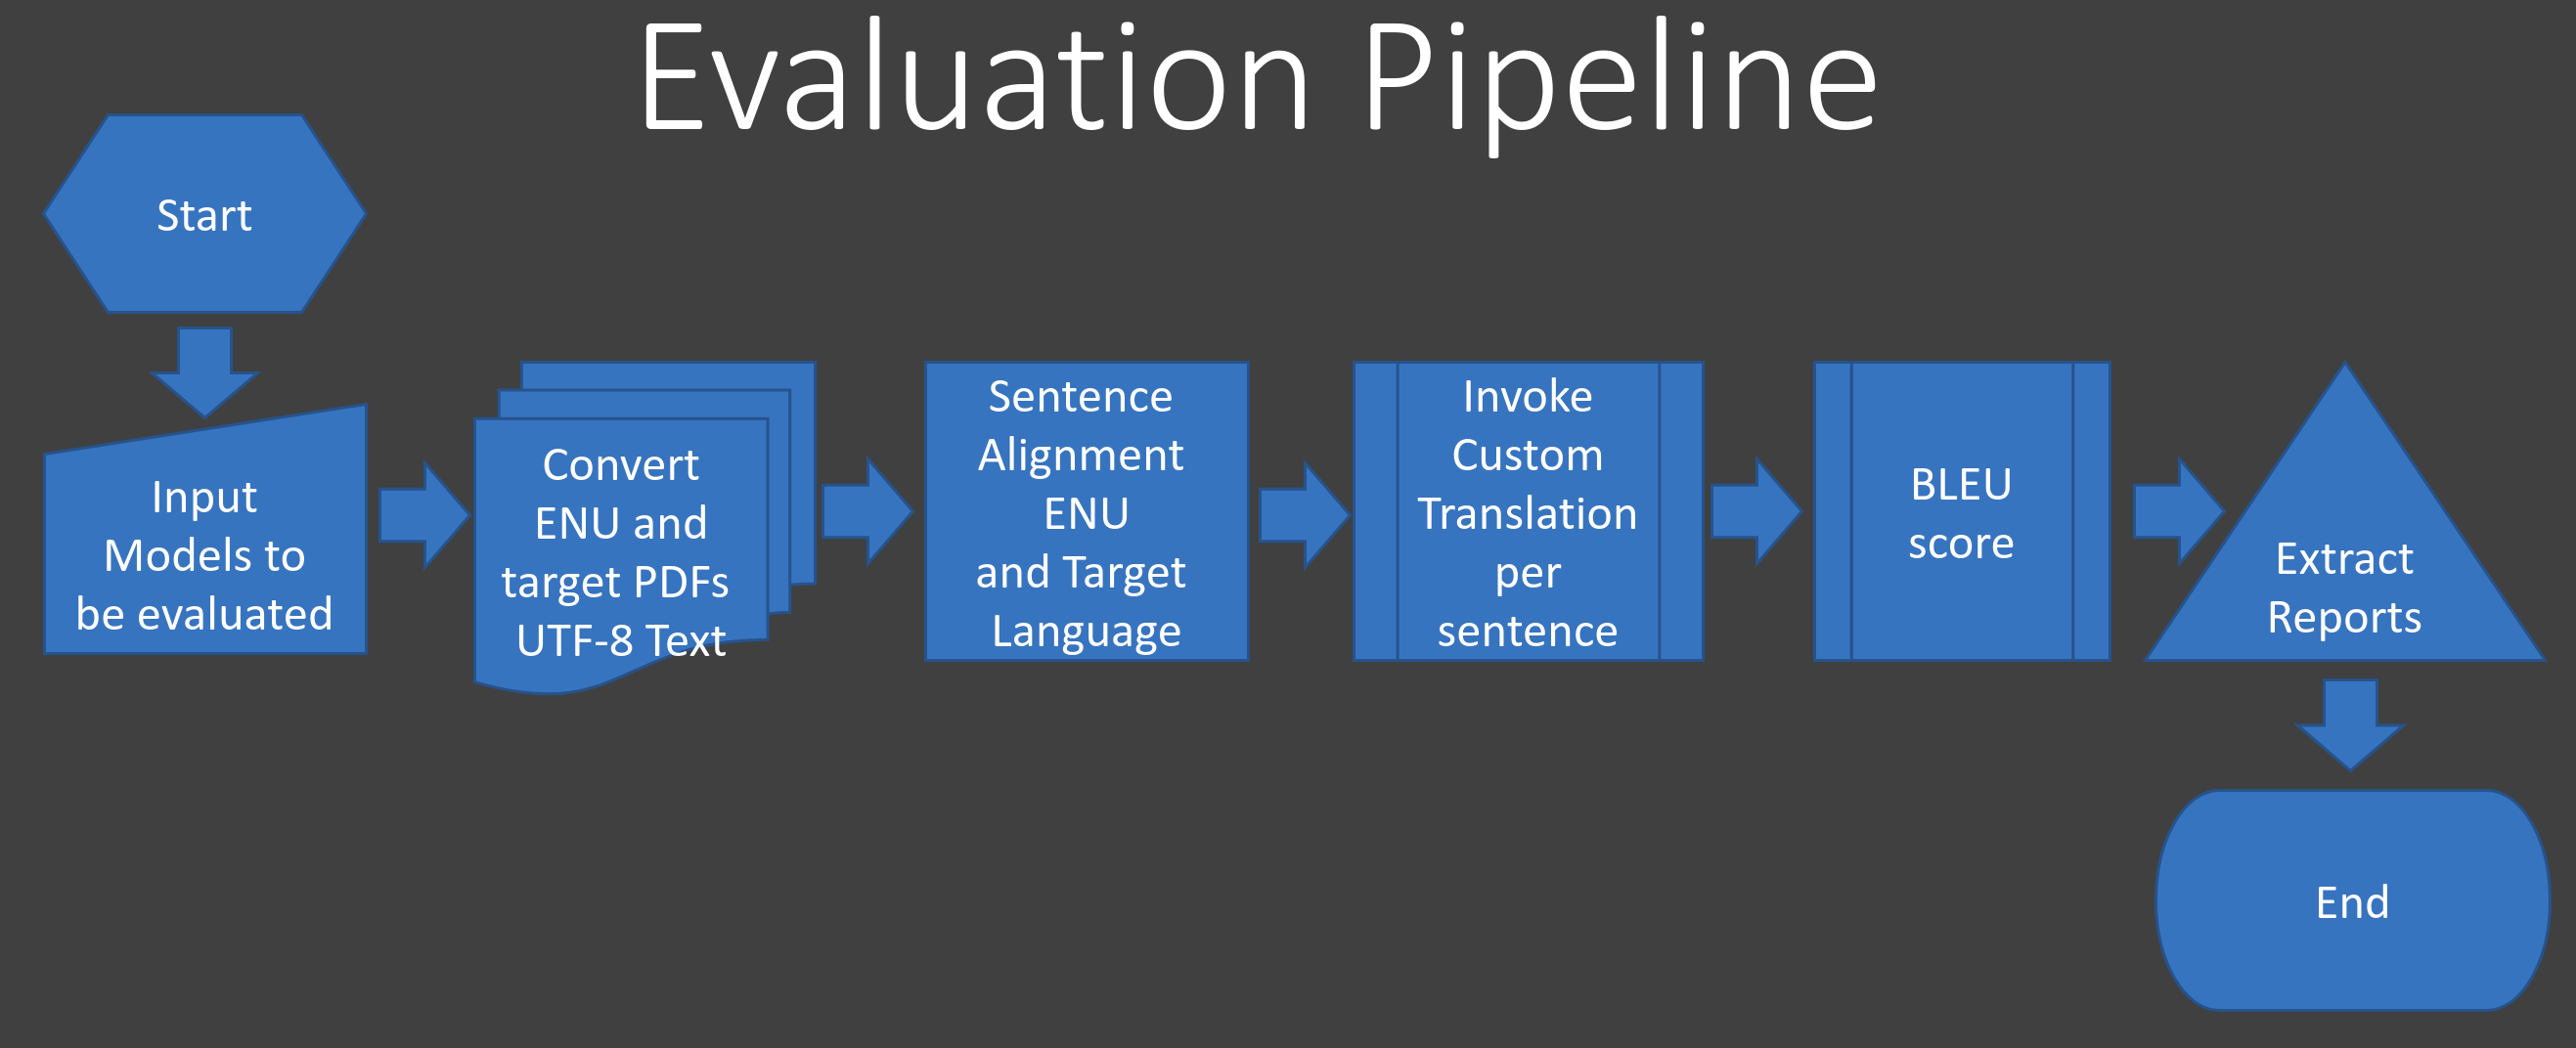 Evaluation Pipeline
Start
Input
Models to
be evaluated
Convert
ENU and
target PDFs
UTF-8 Text
Sentence
Alignment
ENU
and Target
Language
Invoke
Custom
Translation
per
sentence
BLEU
score
Extract
Reports
End